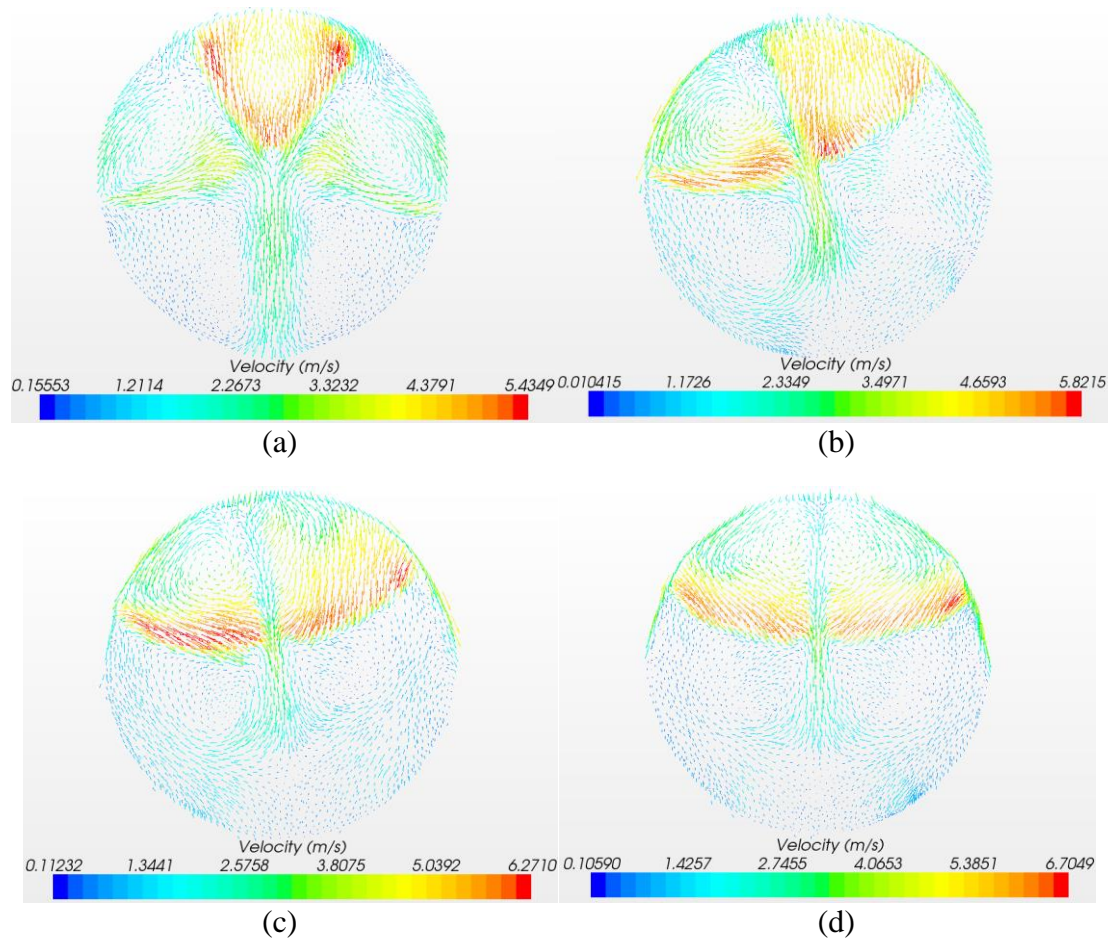 Velocity (m/s)
0.15553 1.2114 2.2673 3.3232 4.3791 5.4349
(a)
Velocity (m/s)
0.010415 1.1726 2.3349 3.4971 4.6593 5.8215
(b)
Velocity (m/s)
0.11232 1.3441 2.5758 3.8075 5.0392 6.2710
(c)
Velocity (m/s)
0.10590 1.4257 2.7455 4.0653 5.3851 6.7049
(d)